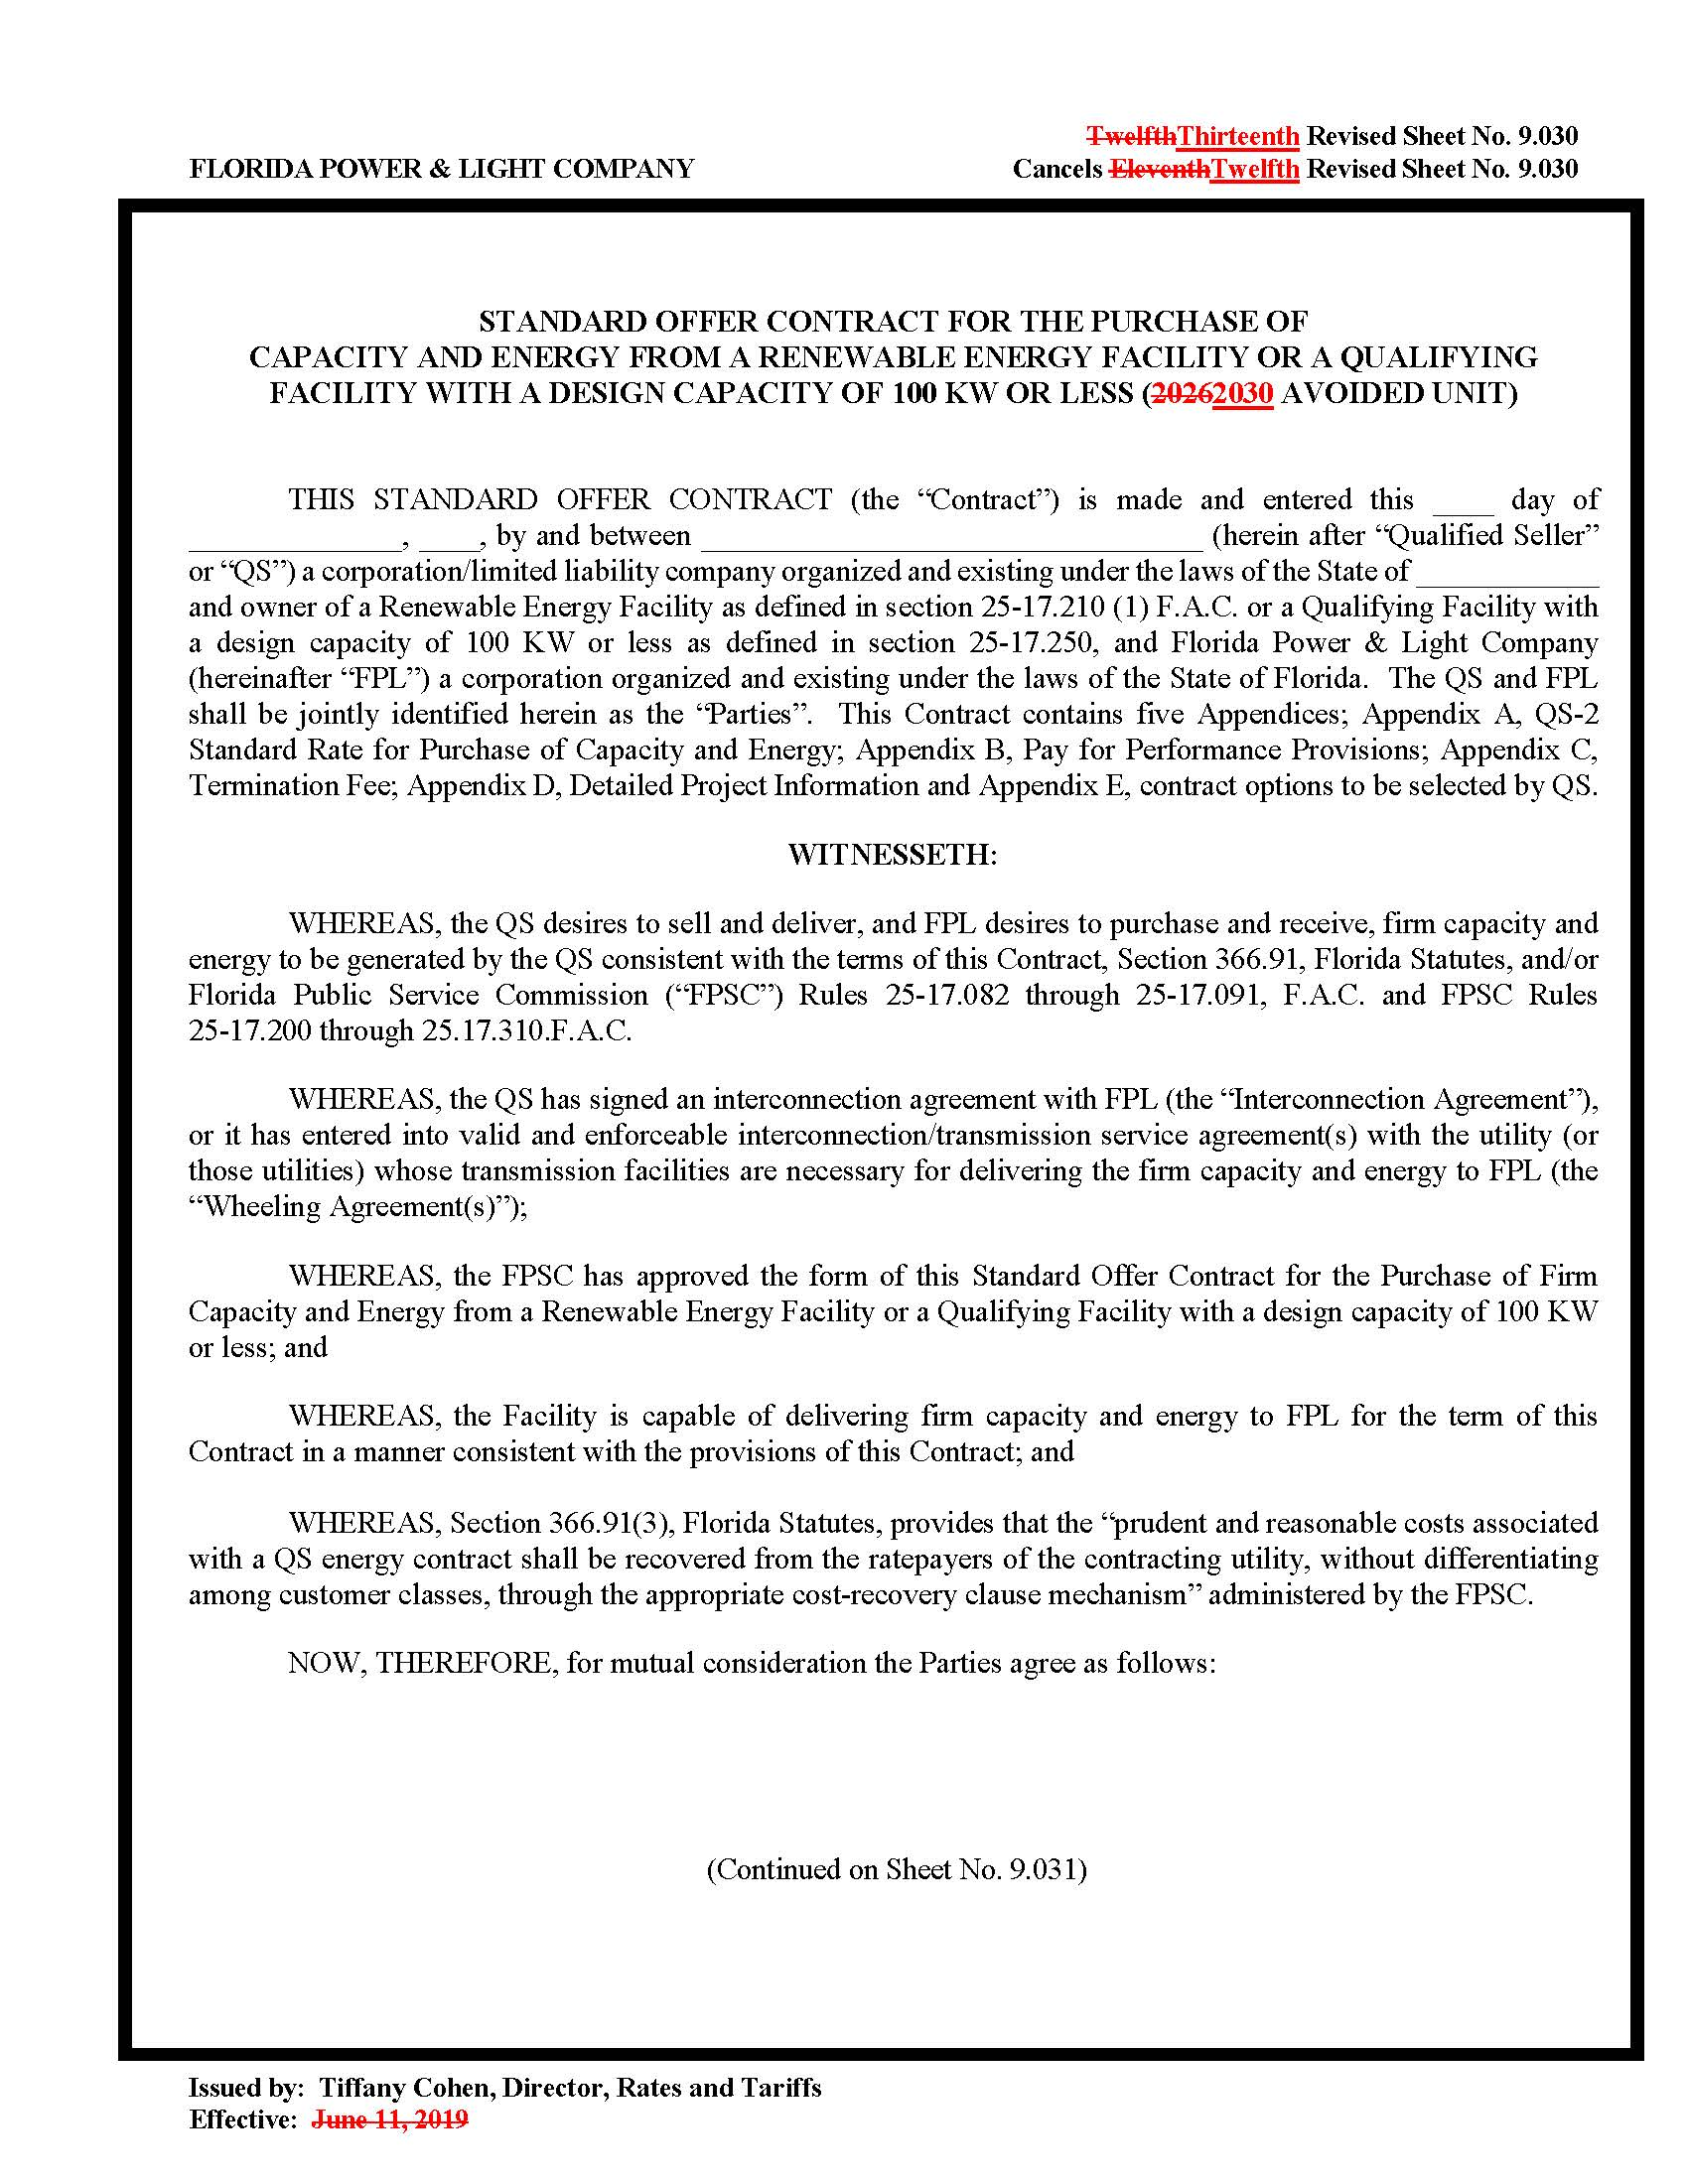 TwelfthThirteenth Revised Sheet No. 9.030
FLORIDA POWER & LIGHT COMPANY Cancels EleventhTwelfth Revised Sheet No. 9.030
STANDARD OFFER CONTRACT FOR THE PURCHASE OF
CAPACITY AND ENERGY FROM A RENEWABLE ENERGY FACILITY OR A QUALIFYING
FACILITY WITH A DESIGN CAPACITY OF 100 KW OR LESS (20262030 AVOIDED UNIT)
THIS STANDARD OFFER CONTRACT (the “Contract”) is made and entered this ____ day of
______________, ____, by and between _________________________________ (herein after “Qualified Seller”
or “QS”) a corporation/limited liability company organized and existing under the laws of the State of ____________
and owner of a Renewable Energy Facility as defined in section 25-17.210 (1) F.A.C. or a Qualifying Facility with
a design capacity of 100 KW or less as defined in section 25-17.250, and Florida Power & Light Company
(hereinafter “FPL”) a corporation organized and existing under the laws of the State of Florida. The QS and FPL
shall be jointly identified herein as the “Parties”. This Contract contains five Appendices; Appendix A, QS-2
Standard Rate for Purchase of Capacity and Energy; Appendix B, Pay for Performance Provisions; Appendix C,
Termination Fee; Appendix D, Detailed Project Information and Appendix E, contract options to be selected by QS.
WITNESSETH:
WHEREAS, the QS desires to sell and deliver, and FPL desires to purchase and receive, firm capacity and
energy to be generated by the QS consistent with the terms of this Contract, Section 366.91, Florida Statutes, and/or
Florida Public Service Commission (“FPSC”) Rules 25-17.082 through 25-17.091, F.A.C. and FPSC Rules
25-17.200 through 25.17.310.F.A.C.
WHEREAS, the QS has signed an interconnection agreement with FPL (the “Interconnection Agreement”),
or it has entered into valid and enforceable interconnection/transmission service agreement(s) with the utility (or
those utilities) whose transmission facilities are necessary for delivering the firm capacity and energy to FPL (the
“Wheeling Agreement(s)”);
WHEREAS, the FPSC has approved the form of this Standard Offer Contract for the Purchase of Firm
Capacity and Energy from a Renewable Energy Facility or a Qualifying Facility with a design capacity of 100 KW
or less; and
WHEREAS, the Facility is capable of delivering firm capacity and energy to FPL for the term of this
Contract in a manner consistent with the provisions of this Contract; and
WHEREAS, Section 366.91(3), Florida Statutes, provides that the “prudent and reasonable costs associated
with a QS energy contract shall be recovered from the ratepayers of the contracting utility, without differentiating
among customer classes, through the appropriate cost-recovery clause mechanism” administered by the FPSC.
NOW, THEREFORE, for mutual consideration the Parties agree as follows:
(Continued on Sheet No. 9.031)
Issued by: Tiffany Cohen, Director, Rates and Tariffs
Effective: June 11, 2019